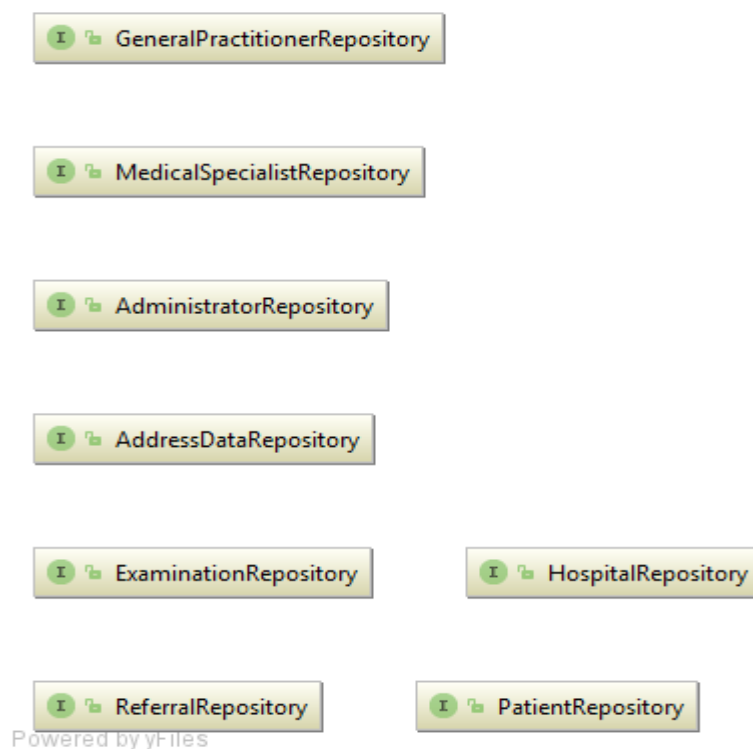 I GeneralPractitionerRepository
I MedicalSpecialistRepository
I AdministratorRepository
I AddressDataRepository
I ExaminationRepository
I HospitalRepository
I ReferralRepository
I PatientRepository
Powered by yFiles